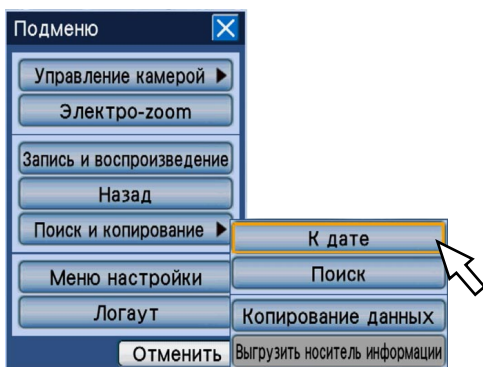 Подменю
Управление камерой
Электро-zoom
Запись и воспроизведение
Назад
Поиск и копирование
К дате
Поиск
Меню настройки
Логаут
Копирование данных
Отменить
Выгрузить носитель информации